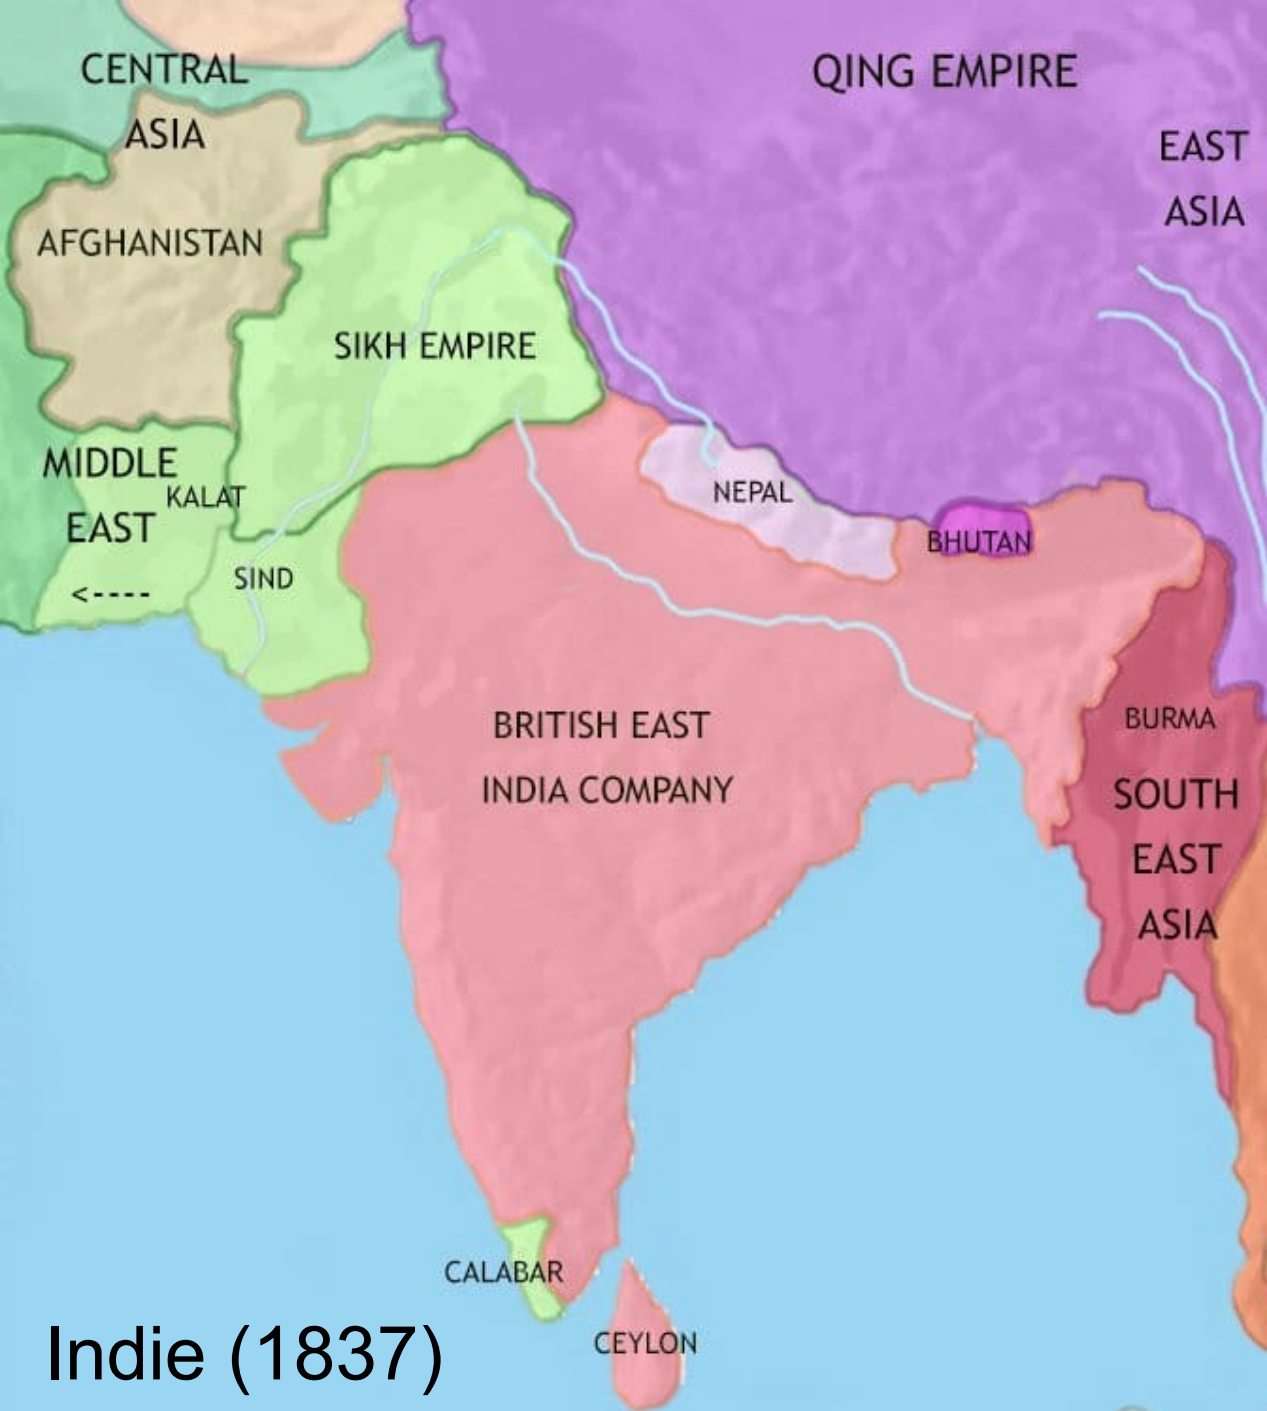 CENTRAL
ASIA
QING EMPIRE
EAST
ASIA
AFGHANISTAN
SIKH EMPIRE
MIDDLE
EAST
<----
KALAT
SIND
NEPAL
BHUTAN
BRITISH EAST
INDIA COMPANY
BURMA
SOUTH
EAST
ASIA
CALABAR
CEYLON
Indie (1837)